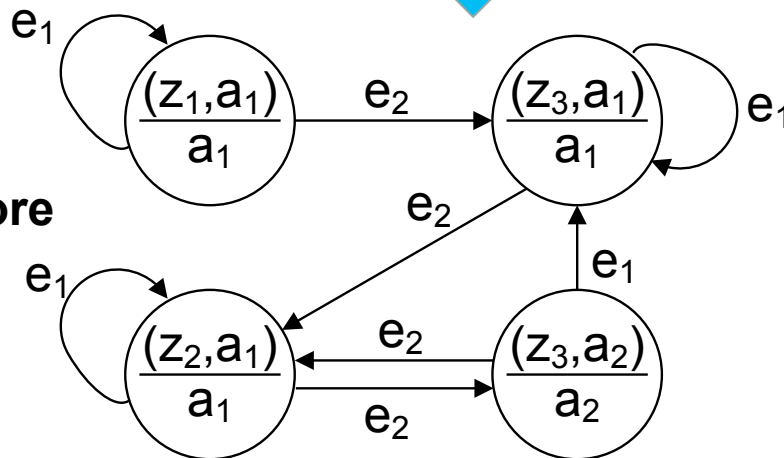 e₁
(z₁,a₁)
a₁
e₂
(z₃,a₁)
a₁
e₁
ore
e₂
e₁
e₁
(z₂,a₁)
a₁
e₂
e₂
(z₃,a₂)
a₂